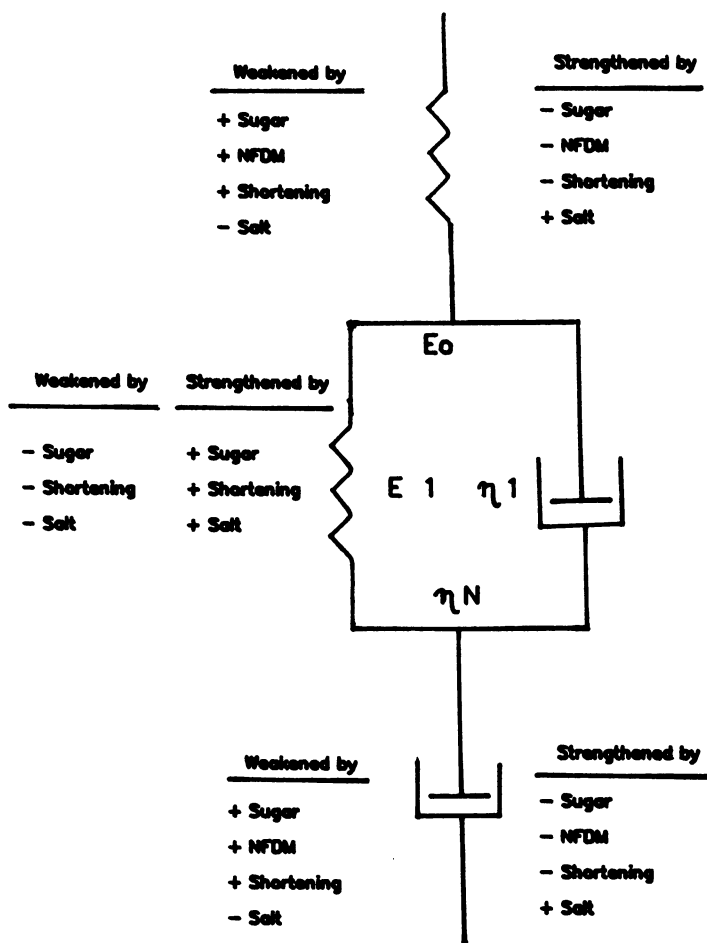 Weakened by
+ Sugar
+ NFDM
+ Shortening
- Salt
Strengthened by
- Sugar
- NFDM
- Shortening
+ Salt
Eo
Weakened by
- Sugar
- Shortening
- Salt
Strengthened by
+ Sugar
+ Shortening
+ Salt
E 1
η 1
η N
Weakened by
+ Sugar
+ NFDM
+ Shortening
- Salt
Strengthened by
- Sugar
- NFDM
- Shortening
+ Salt